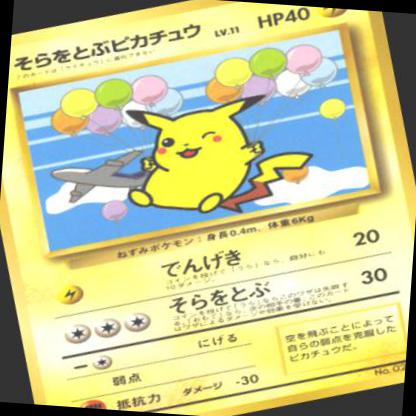 そらをとぶピカチュウ LV.11 HP40
ねずみポケモン：身長0.4m、体重6Kg
でんげき 20
そらをとぶ 30
にげる
弱点
抵抗力 ダメージ -30
空を飛ぶことによって
自らの弱点を克服した
ピカチュウだ。